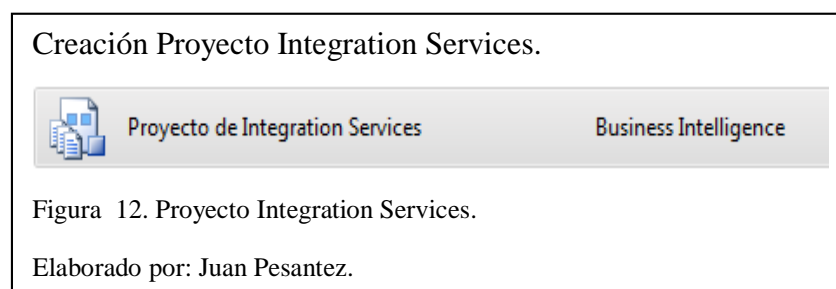 Creación Proyecto Integration Services.
Proyecto de Integration Services Business Intelligence
Figura 12. Proyecto Integration Services.
Elaborado por: Juan Pesantez.